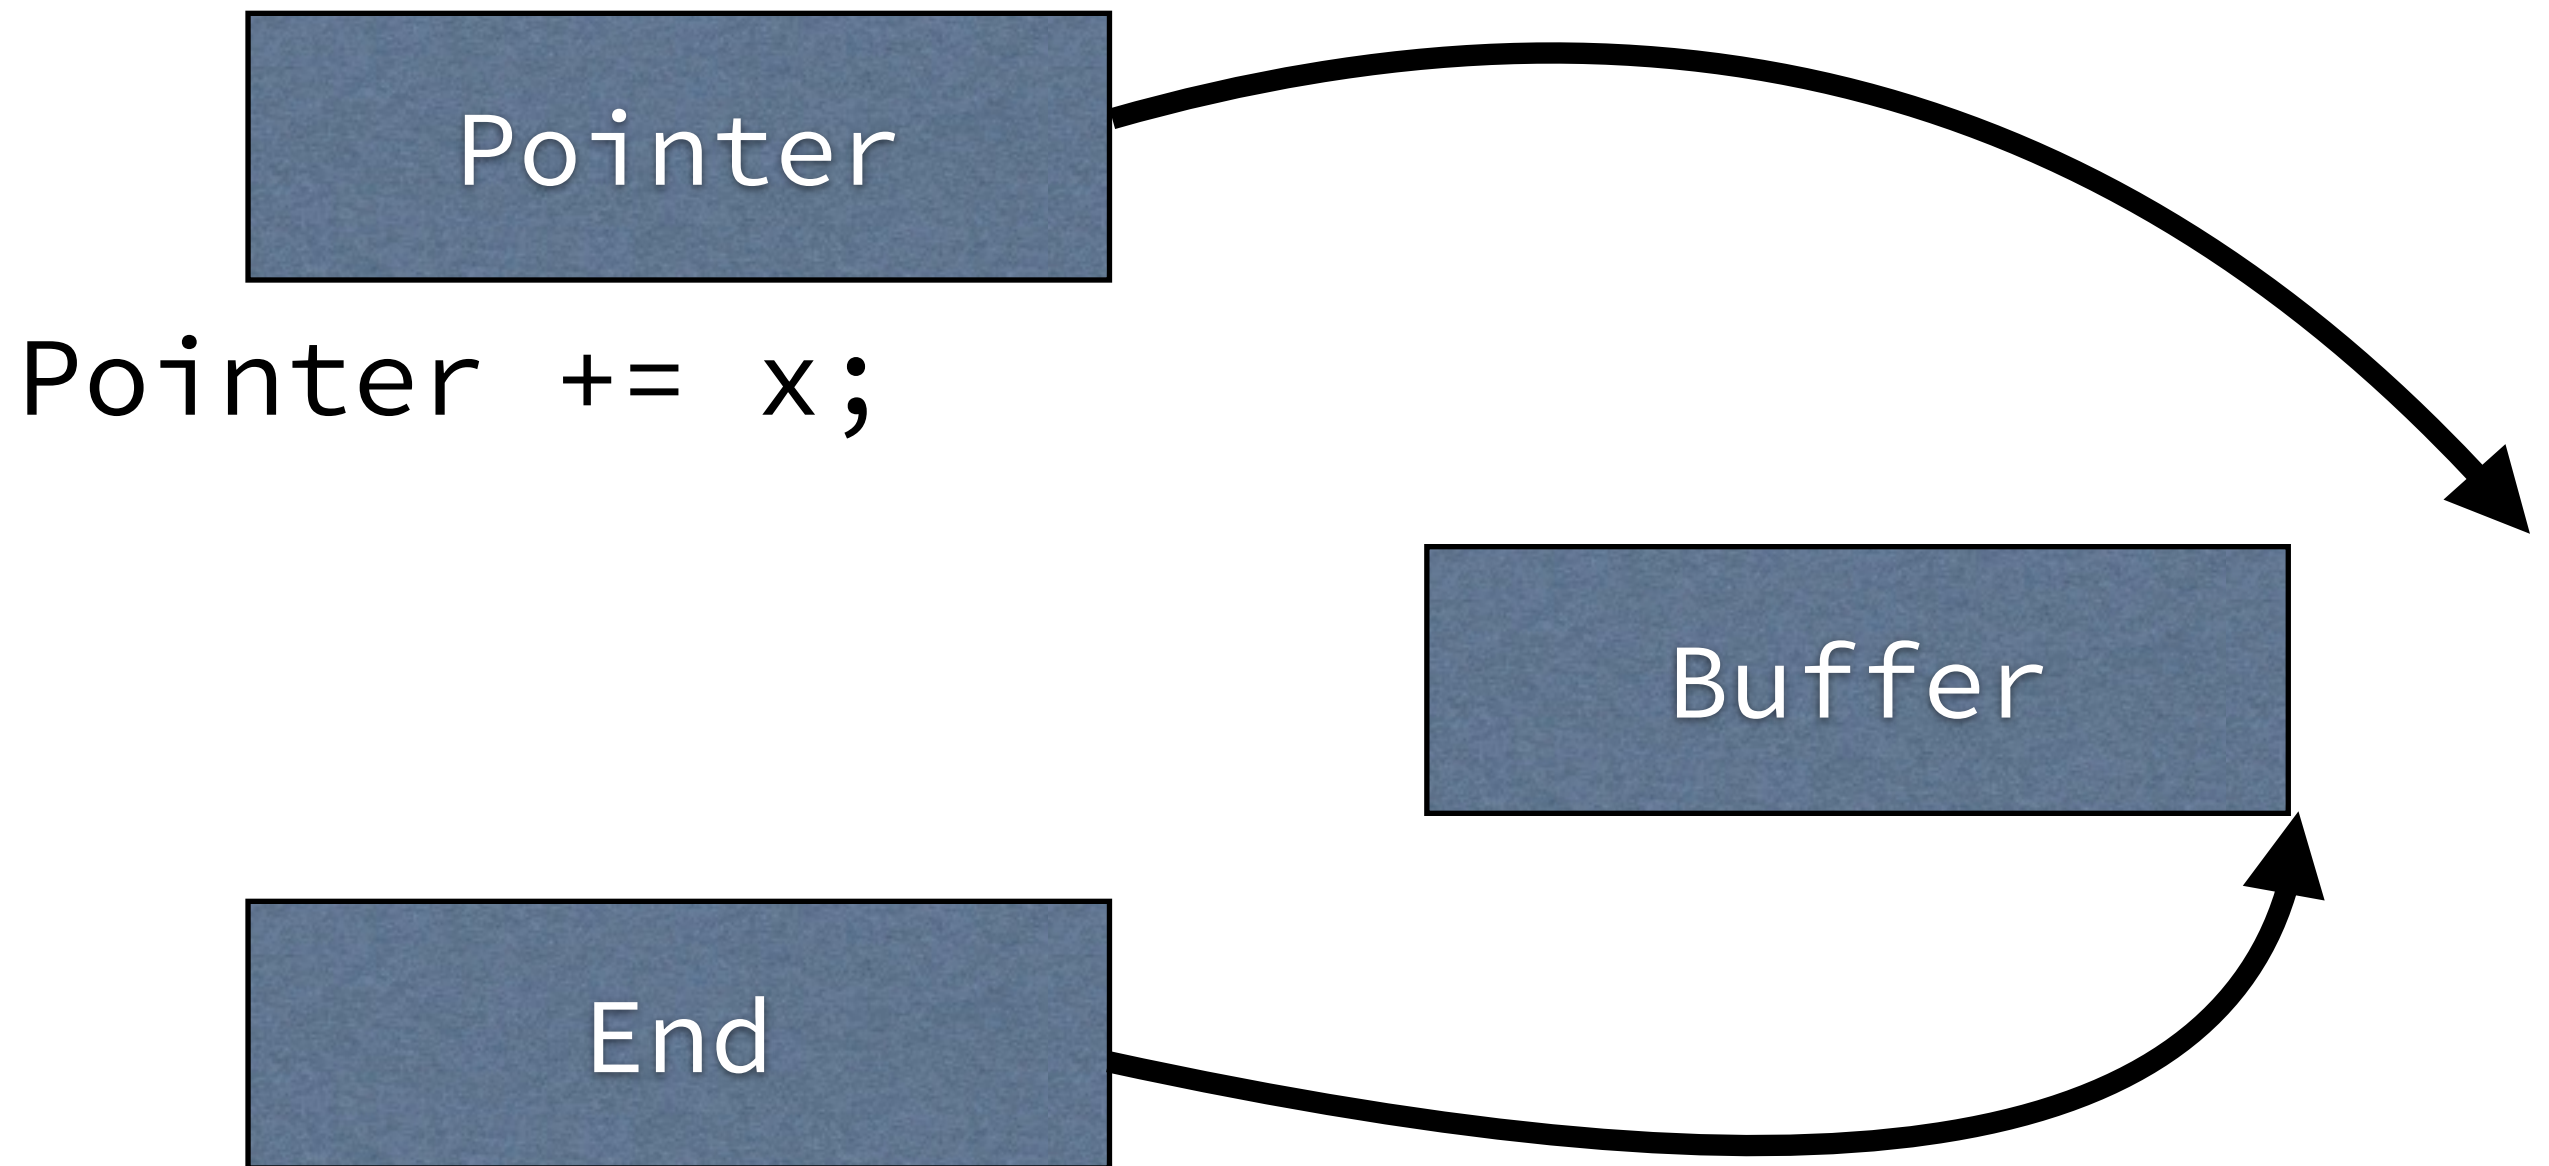 Pointer
Pointer += x;
Buffer
End